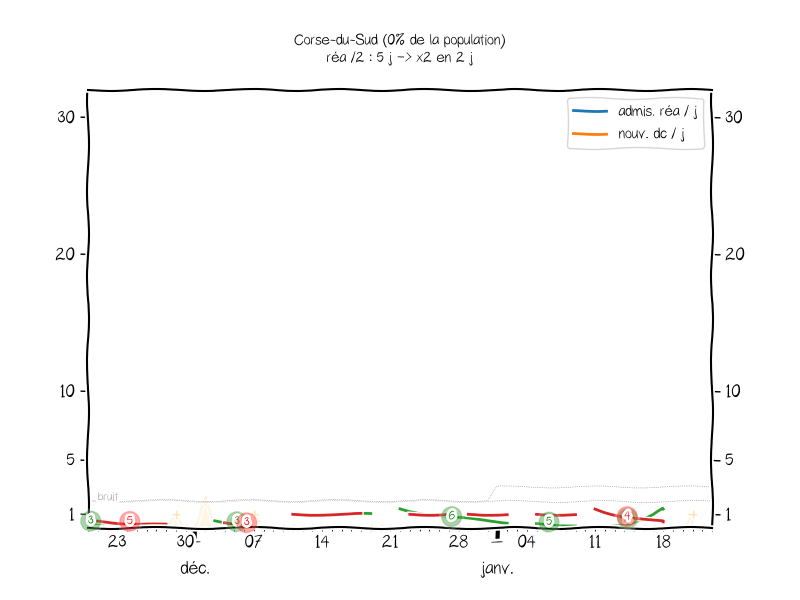 Corse-du-Sud (0% de la population)
réa /2 : 5 j -> x2 en 2 j
admis. réa / j
nouv. dc / j
30 30
20 20
10 10
5 5
bruit
1 1
3 5 3 3 6 5 4
23 30 07 14 21 28 04 11 18
déc. janv.